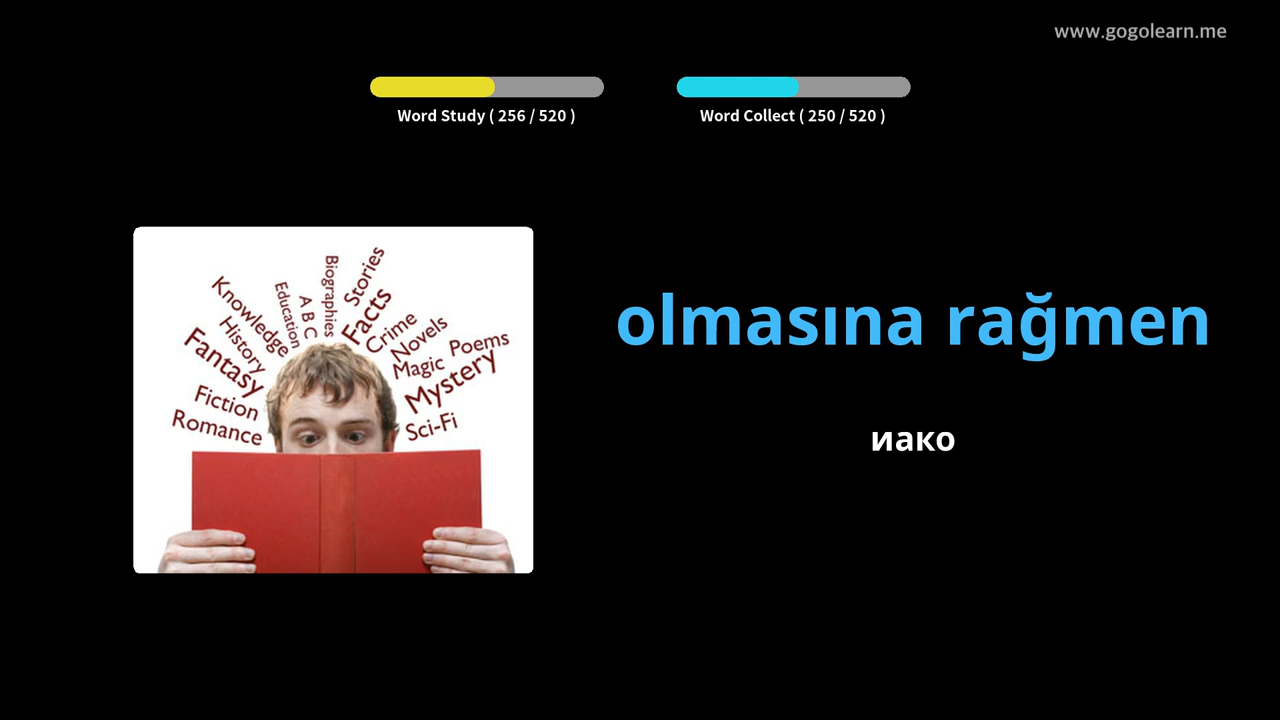 www.gogolearn.me
Word Study ( 256 / 520 )
Word Collect ( 250 / 520 )
Biographies
Stories
Education
A B C
Facts
Knowledge
Crime
History
Novels
Poems
Fantasy
Magic
Mystery
Fiction
Romance
Sci-Fi
olmasına rağmen
иако